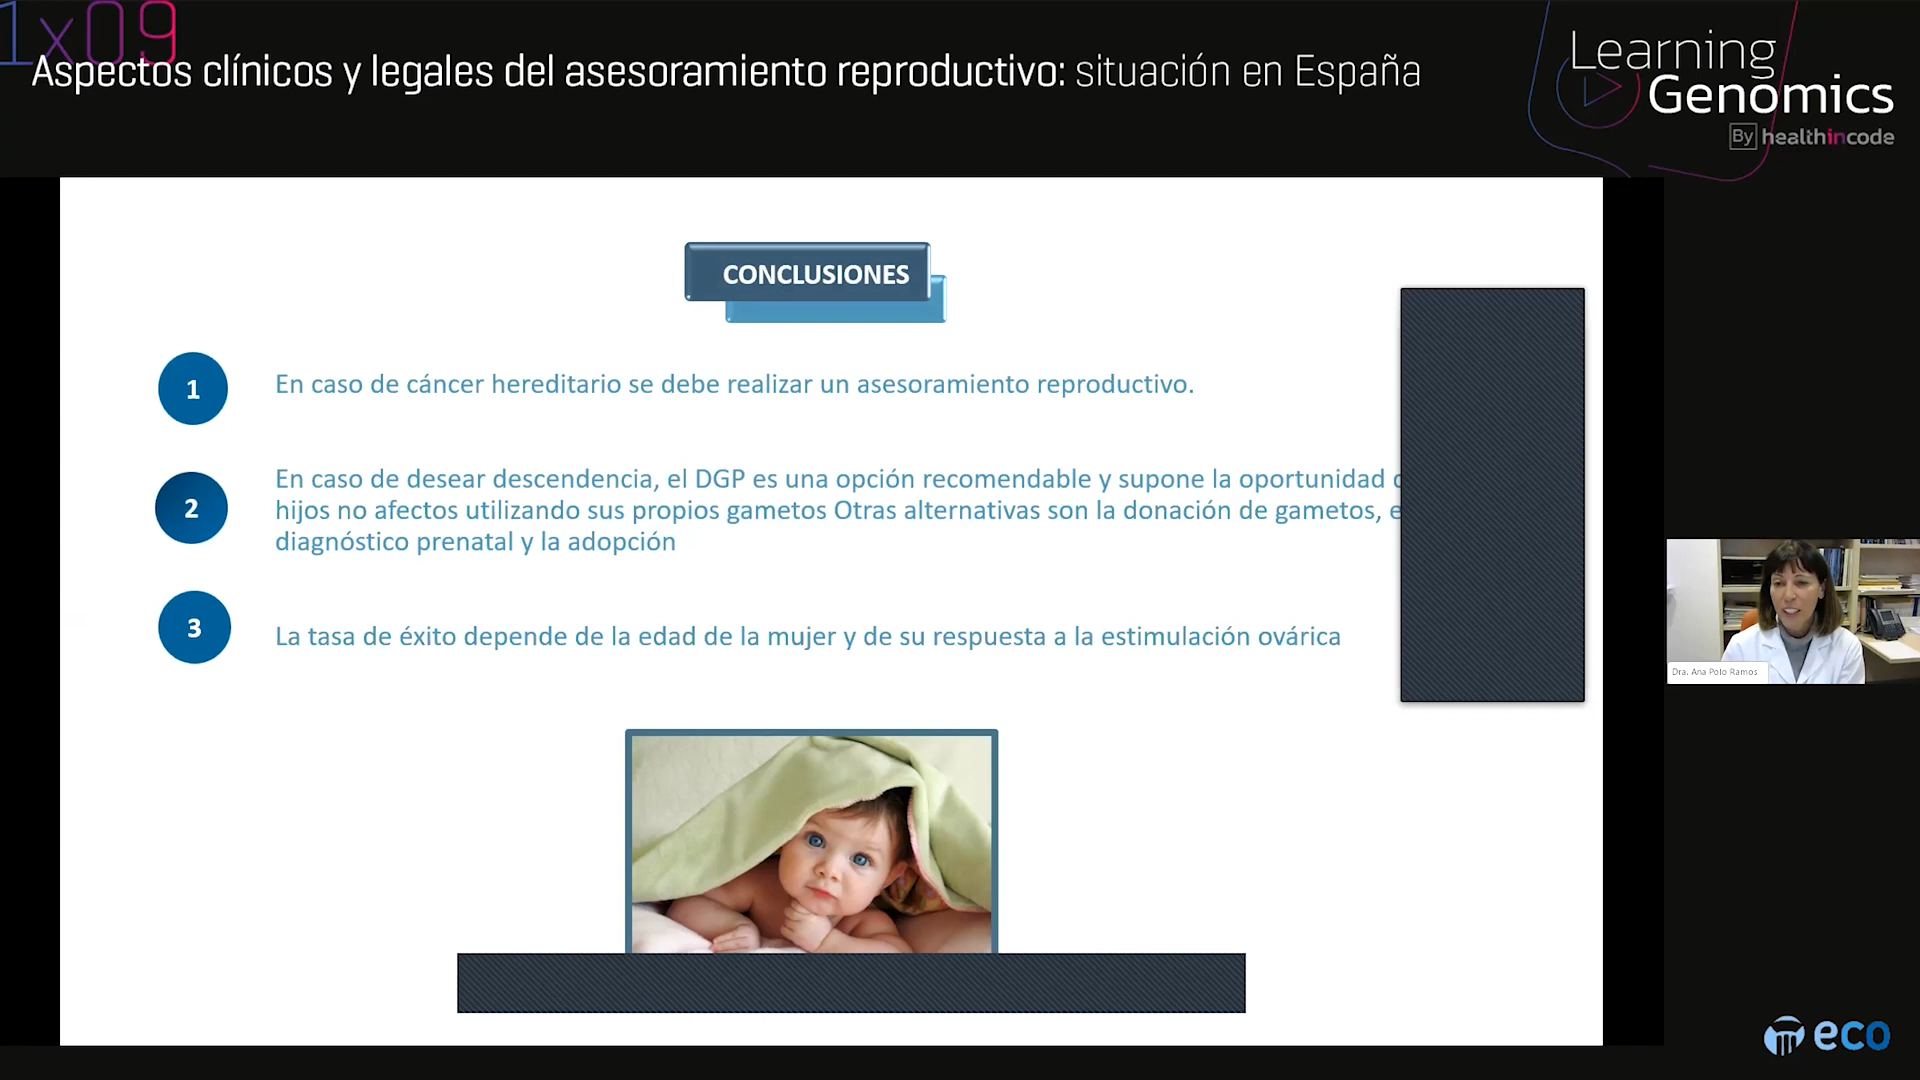 1x09
Aspectos clínicos y legales del asesoramiento reproductivo: situación en España
Learning
Genomics
By healthincode
CONCLUSIONES
1
En caso de cáncer hereditario se debe realizar un asesoramiento reproductivo.
2
En caso de desear descendencia, el DGP es una opción recomendable y supone la oportunidad
hijos no afectos utilizando sus propios gametos Otras alternativas son la donación de gametos,
diagnóstico prenatal y la adopción
3
La tasa de éxito depende de la edad de la mujer y de su respuesta a la estimulación ovárica
Dra. Ana Polo Ramos
eco